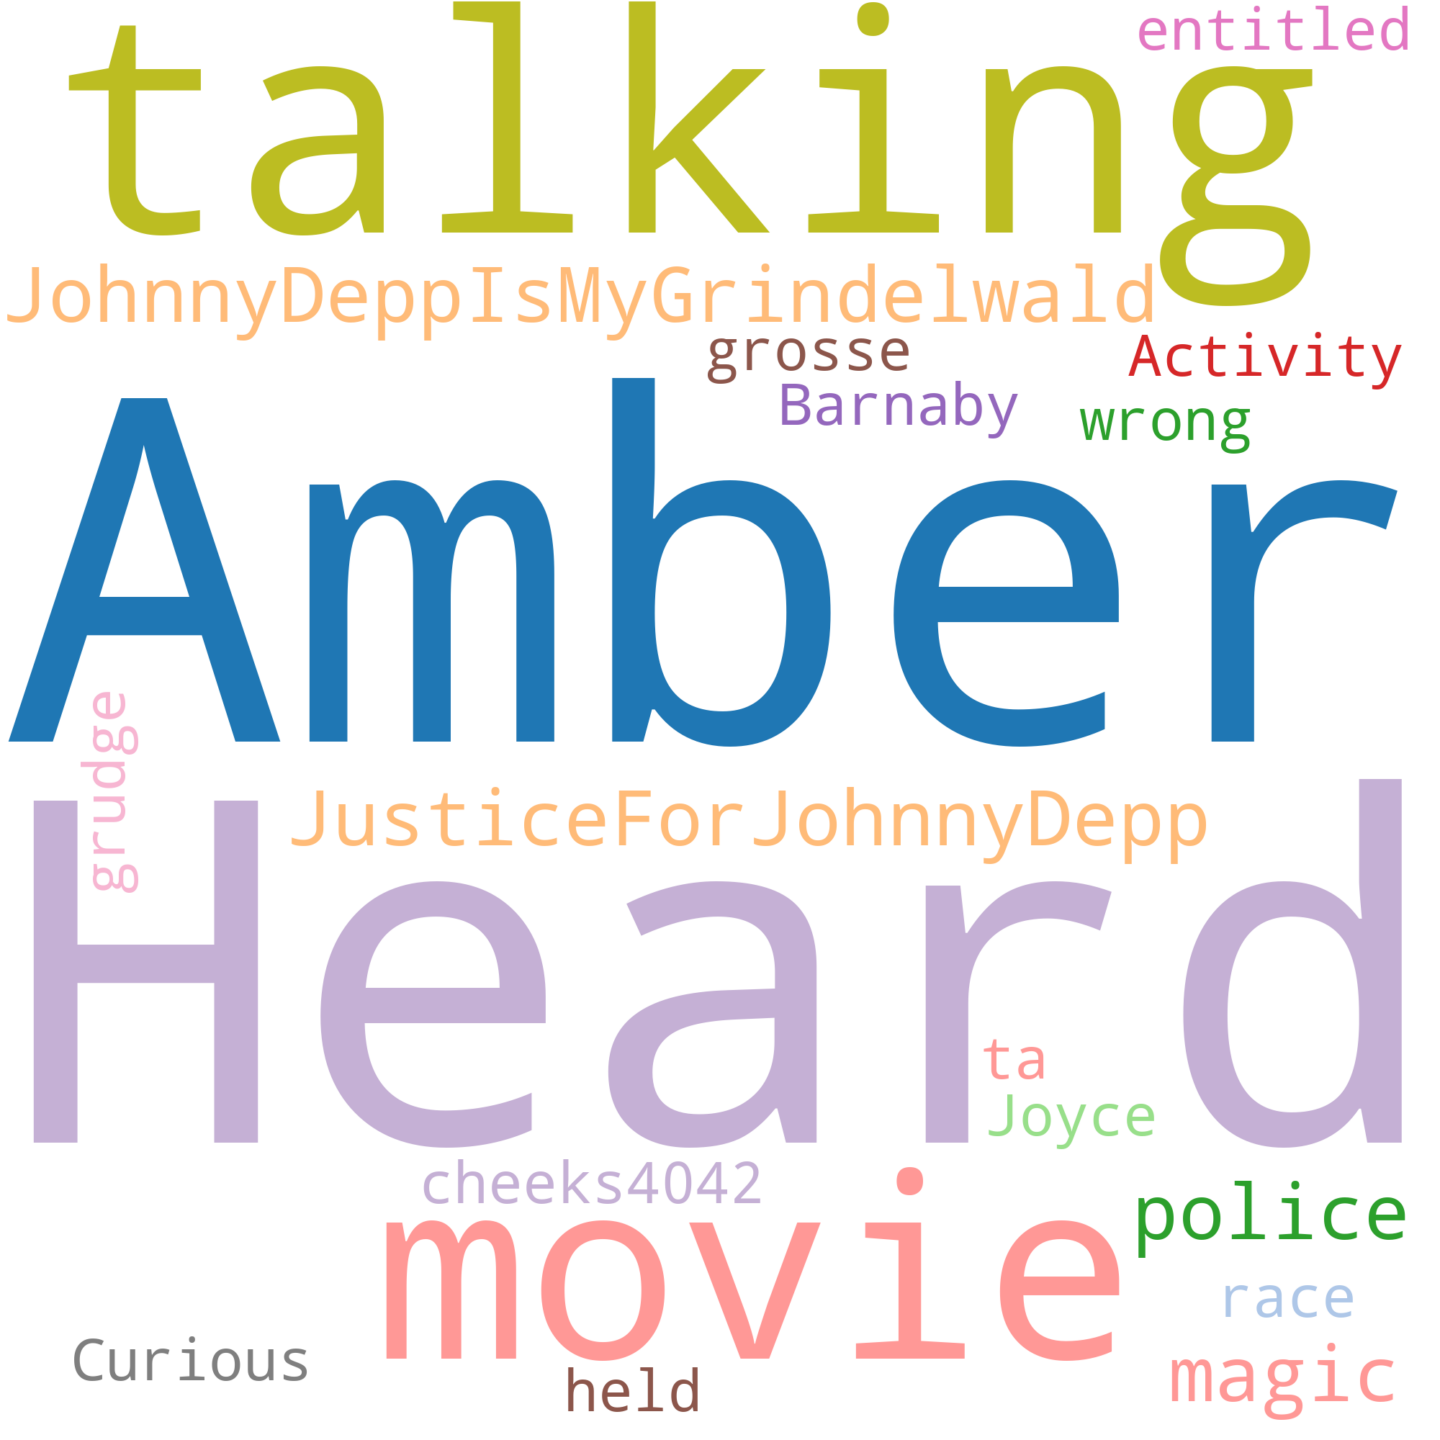 entitled
talking
JohnnyDeppIsMyGrindelwald
grosse
Activity
Barnaby
wrong
Amber
grudge
JusticeForJohnnyDepp
Heard
ta
Joyce
cheeks4042
movie
police
race
Curious
magic
held